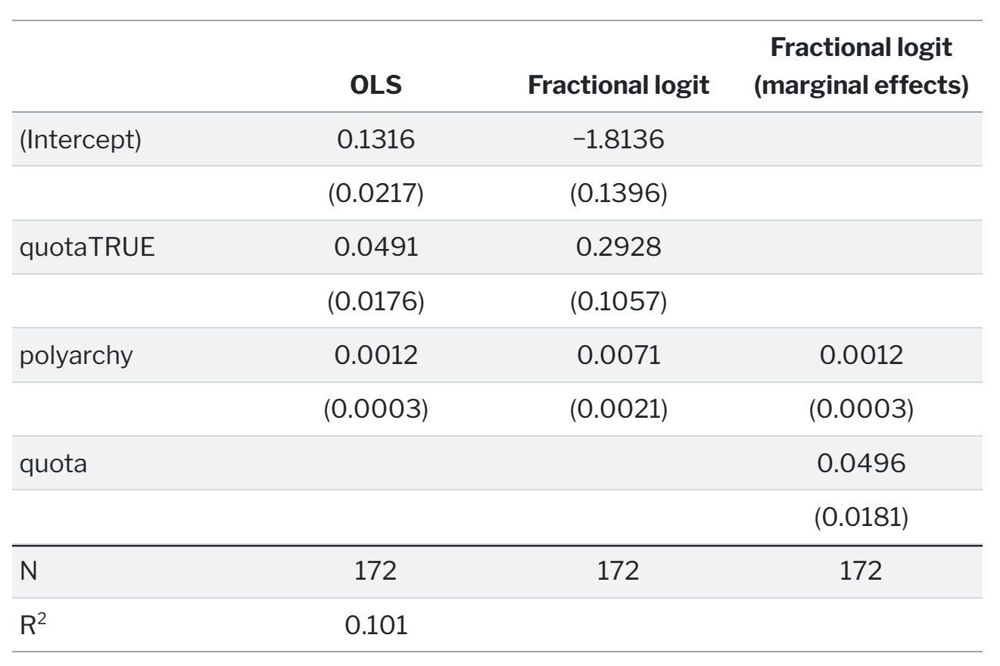 Fractional logit
OLS Fractional logit (marginal effects)
(Intercept) 0.1316 −1.8136
(0.0217) (0.1396)
quotaTRUE 0.0491 0.2928
(0.0176) (0.1057)
polyarchy 0.0012 0.0071 0.0012
(0.0003) (0.0021) (0.0003)
quota 0.0496
(0.0181)
N 172 172 172
R² 0.101